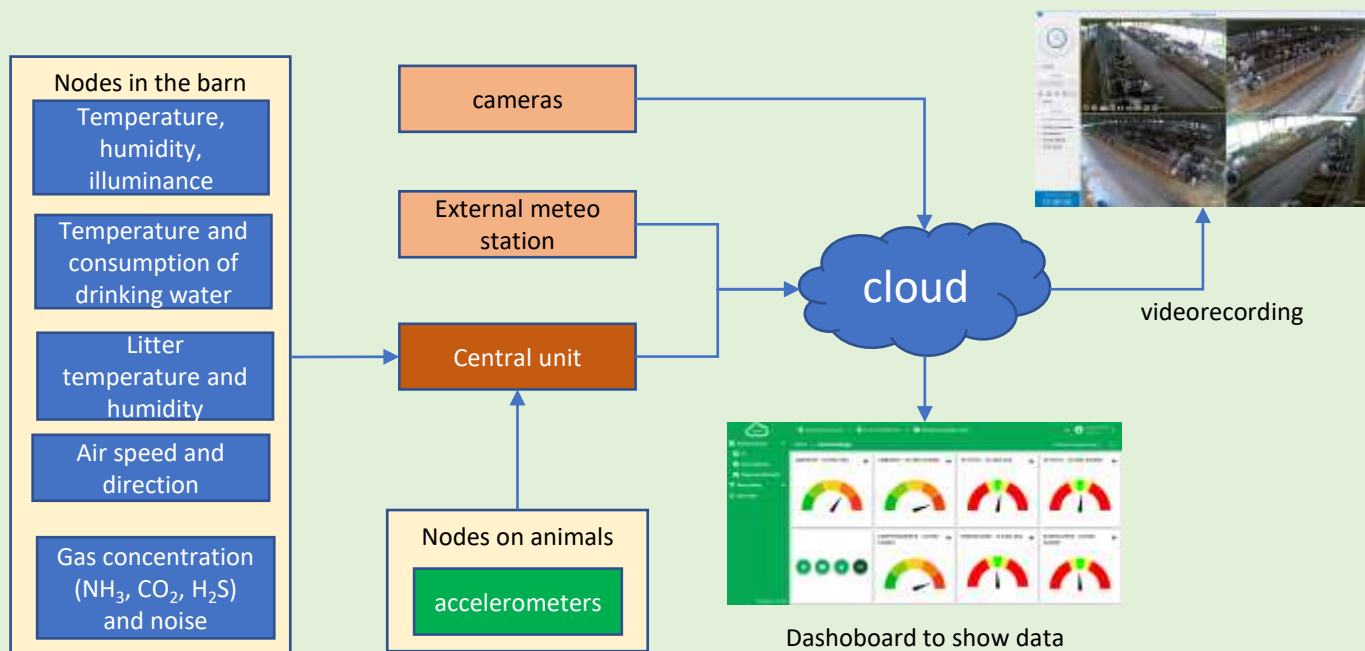 Nodes in the barn
Temperature,
humidity,
illuminance
Temperature and
consumption of
drinking water
Litter
temperature and
humidity
Air speed and
direction
Gas concentration
(NH₃, CO₂, H₂S)
and noise
cameras
External meteo
station
Central unit
Nodes on animals
accelerometers
cloud
videorecording
Dashoboard to show data